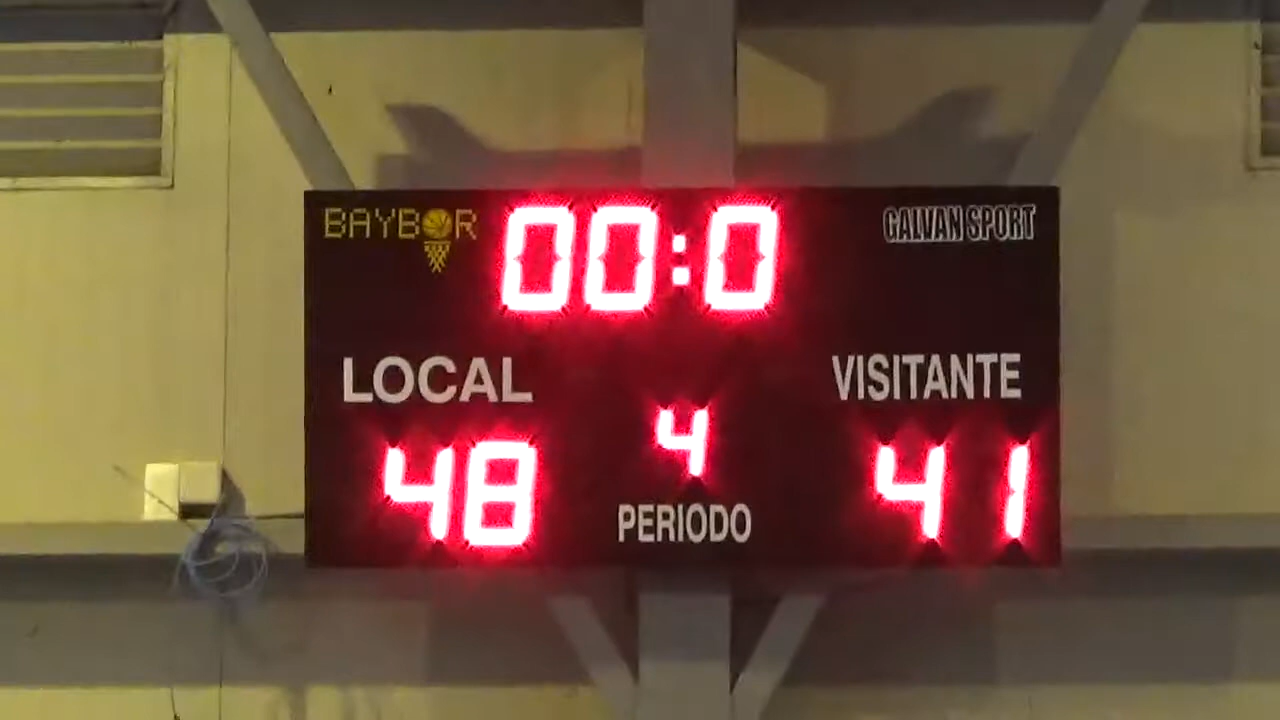 BAYBOR
00:0
GALVAN SPORT
LOCAL
VISITANTE
48
4
41
PERIODO